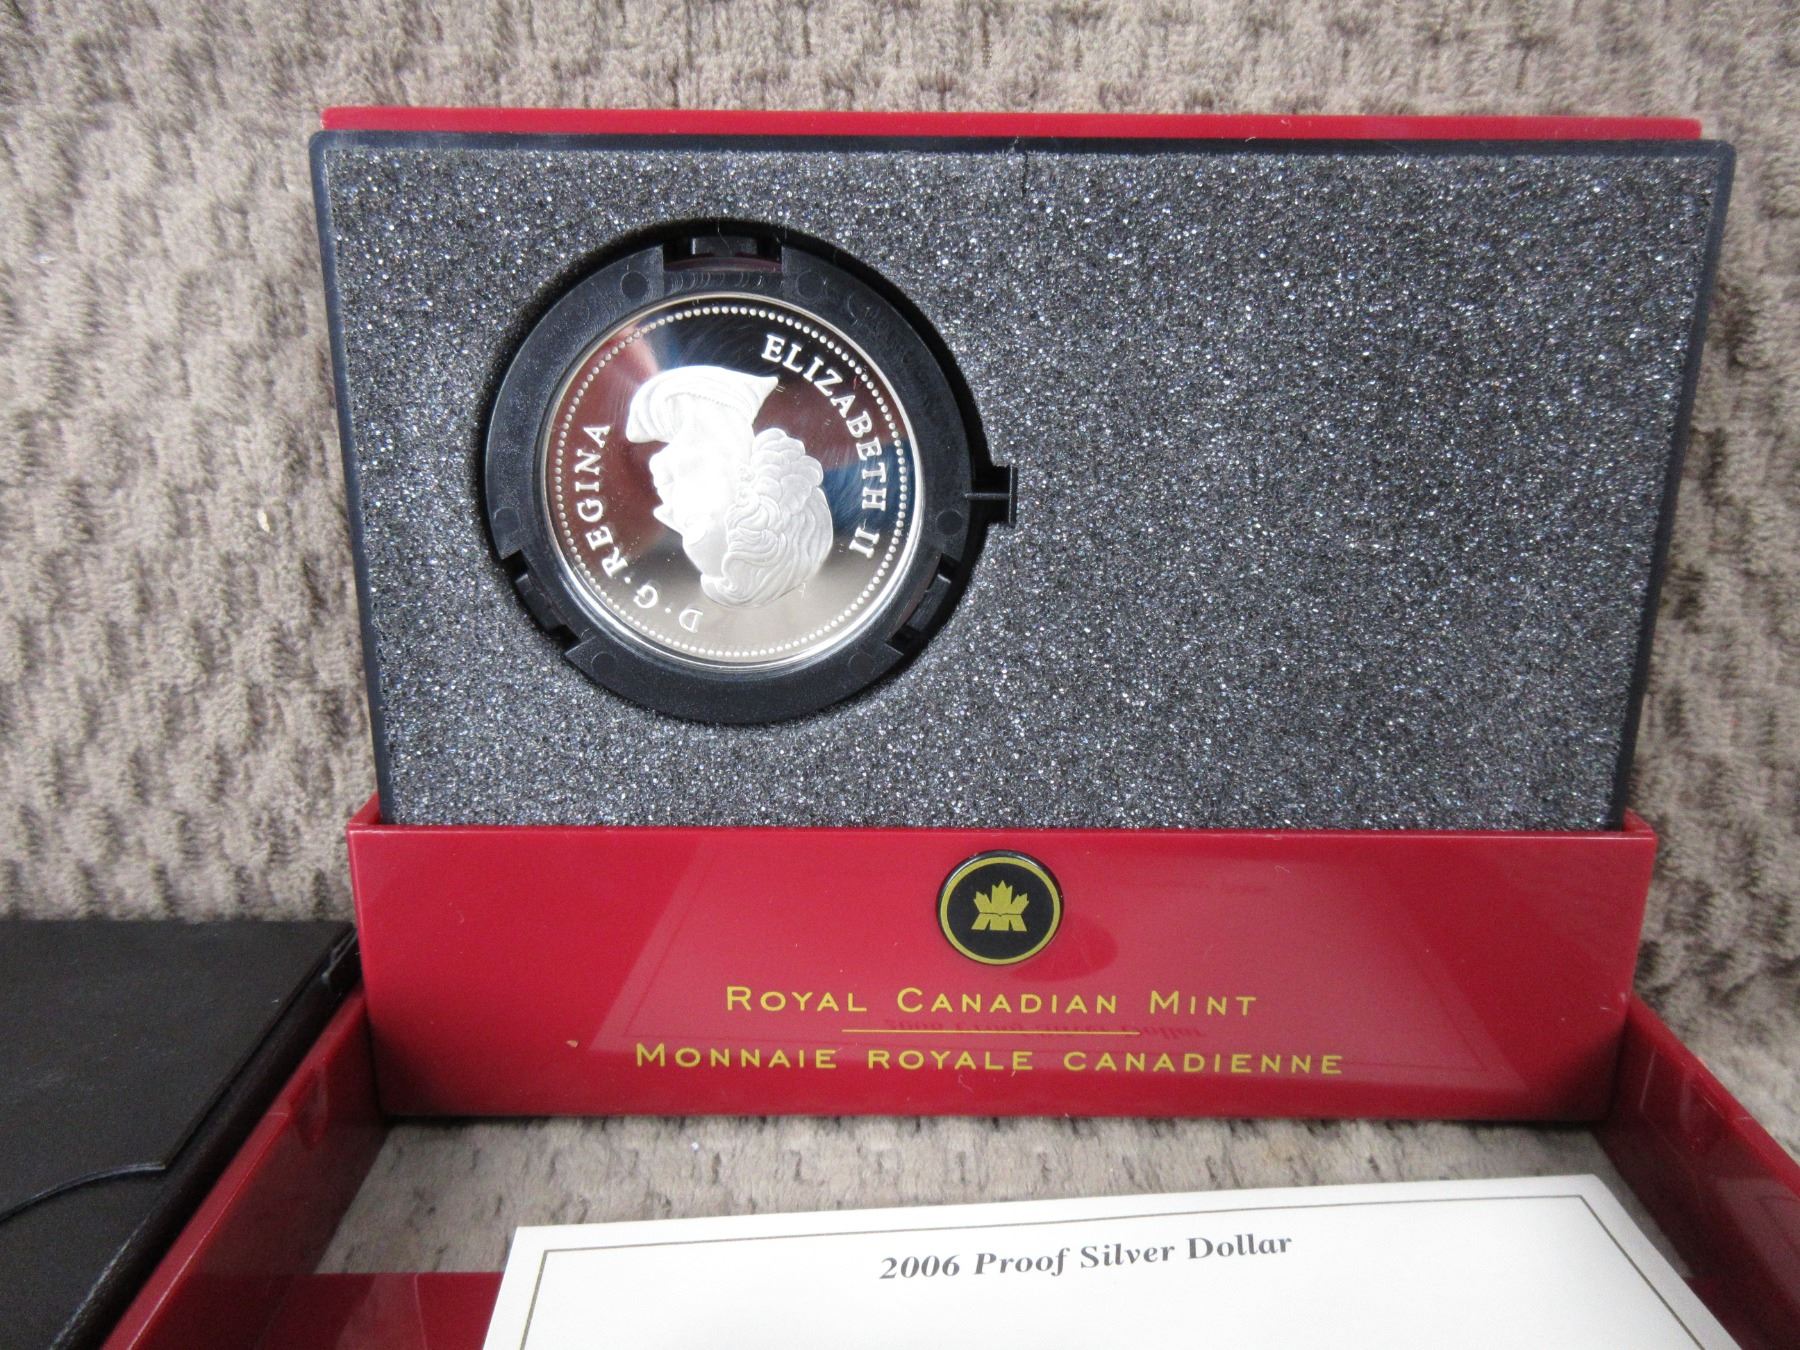 ELIZABETH II
D·G·REGINA
ROYAL CANADIAN MINT
MONNAIE ROYALE CANADIENNE
2006 Proof Silver Dollar